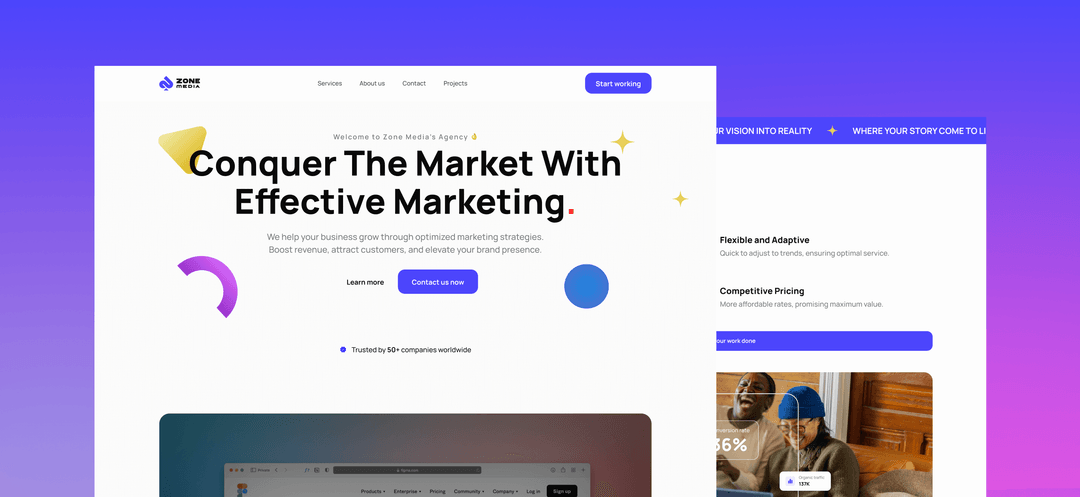 ZONE
MEDIA
Services
About us
Contact
Projects
Start working
Welcome to Zone Media's Agency 👌
Conquer The Market With
Effective Marketing.
We help your business grow through optimized marketing strategies.
Boost revenue, attract customers, and elevate your brand presence.
Learn more
Contact us now
Trusted by 50+ companies worldwide
Private
figma.com
Products
Enterprise
Pricing
Community
Company
Log in
Sign up
UR VISION INTO REALITY
WHERE YOUR STORY COME TO LI
Flexible and Adaptive
Quick to adjust to trends, ensuring optimal service.
Competitive Pricing
More affordable rates, promising maximum value.
our work done
nversion rate
36%
Organic traffic
137K